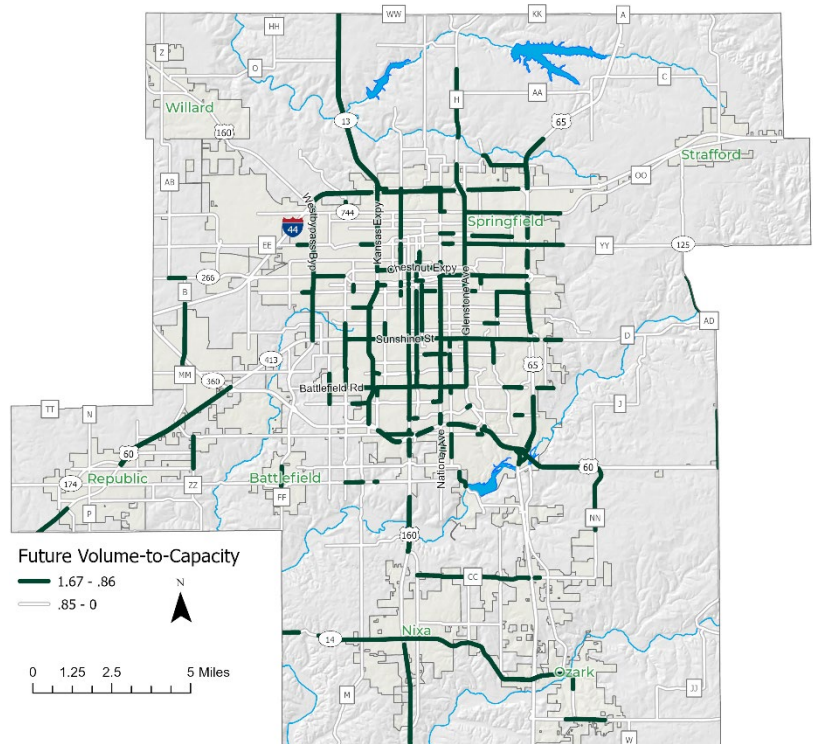 WW
KK
A
HH
Z
O
C
AA
H
Willard
13
65
160
Strafford
OO
AB
Westbypass Byp
744
Kansas Expy
Springfield
44
EE
YY
125
Chestnut Expy
266
B
Glenstone Ave
AD
Sunshine St
D
413
65
MM
360
Battlefield Rd
TT
N
J
60
National Ave
60
174
Republic
ZZ
Battlefield
FF
P
NN
160
Future Volume-to-Capacity
1.67 - .86
.85 - 0
N
CC
Nixa
14
0 1.25 2.5 5 Miles
Ozark
M
JJ
W